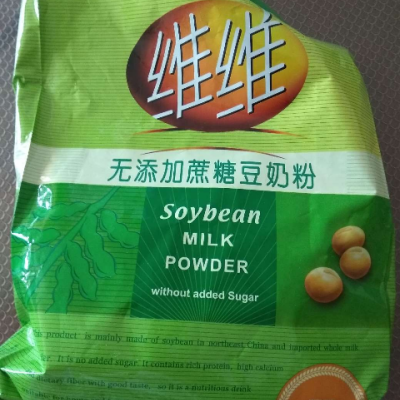 维维
无添加蔗糖豆奶粉
Soybean
MILK
POWDER
without added Sugar
product is mainly made of soybean in northeast China and imported whole milk
It is no added sugar. It contains rich protein, high calcium
fiber with good taste, so it is a nutritious drink